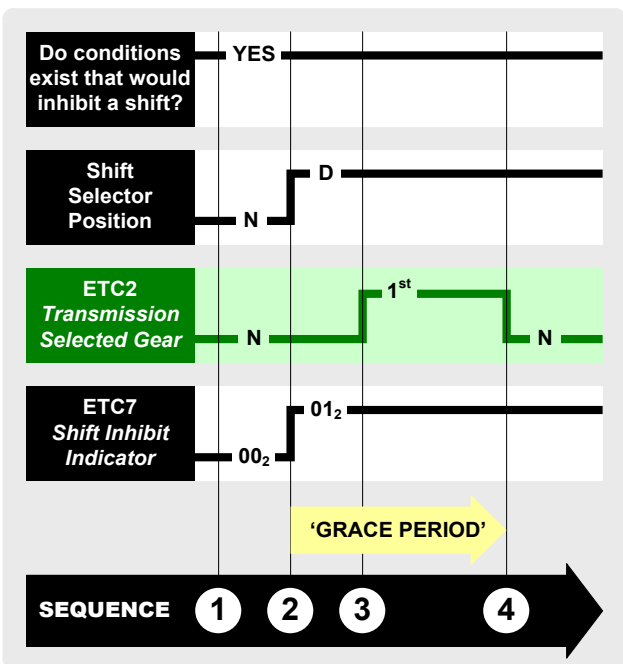 Do conditions
exist that would
inhibit a shift?
YES
Shift
Selector
Position
N
D
ETC2
Transmission
Selected Gear
N
1st
N
ETC7
Shift Inhibit
Indicator
00₂
01₂
‘GRACE PERIOD’
SEQUENCE 1 2 3 4